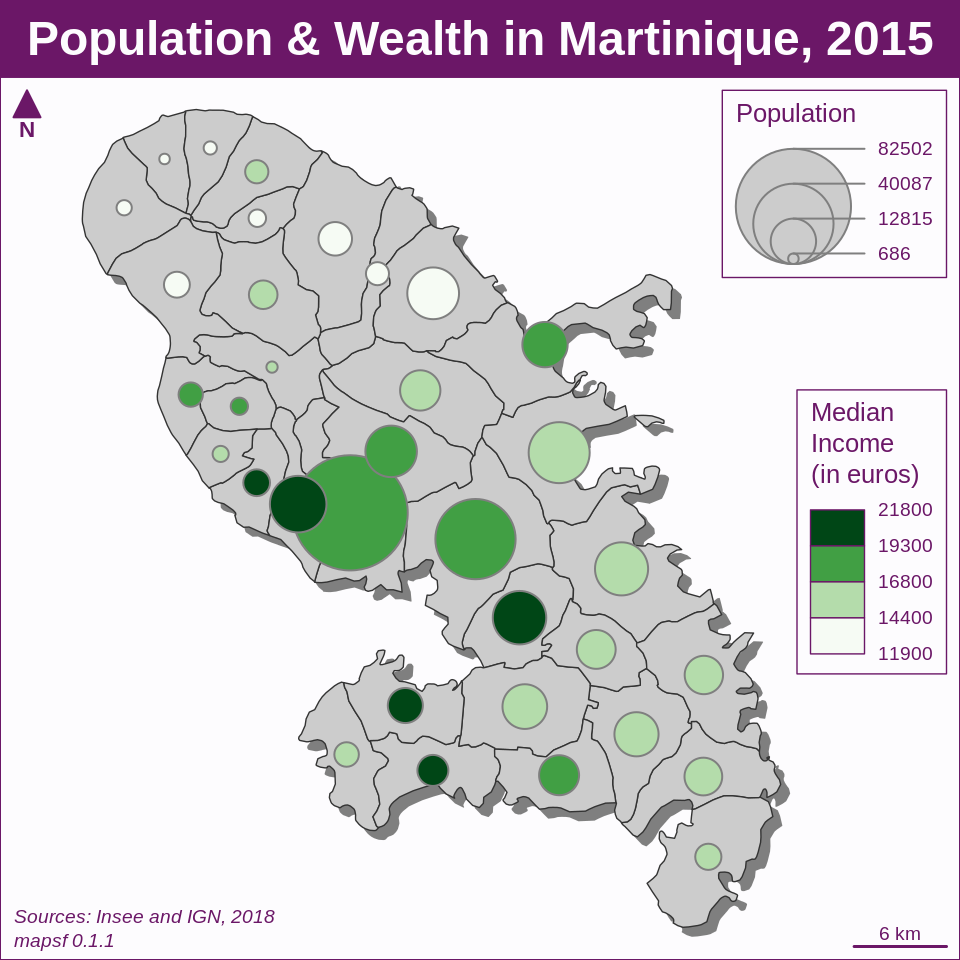 Population & Wealth in Martinique, 2015
N
Population
82502
40087
12815
686
Median
Income
(in euros)
21800
19300
16800
14400
11900
Sources: Insee and IGN, 2018
mapsf 0.1.1
6 km